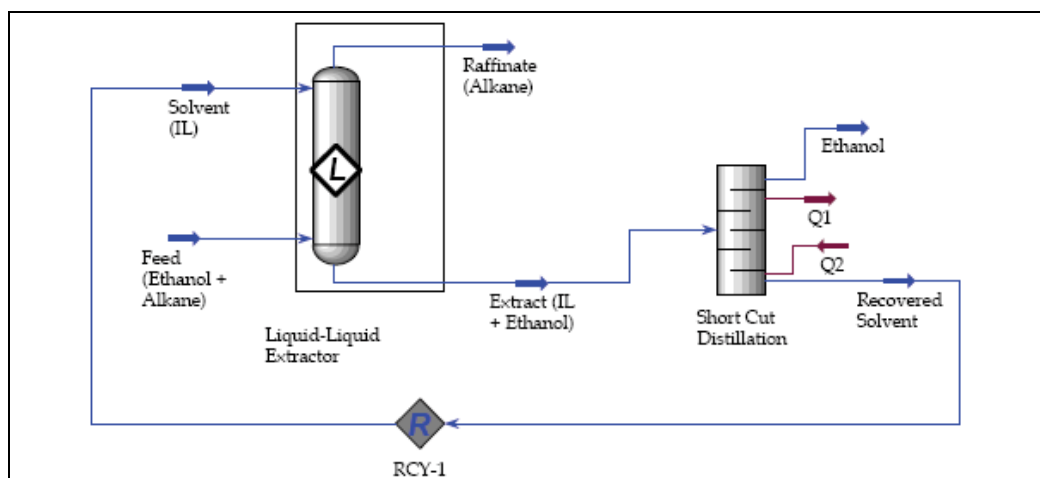 Raffinate
(Alkane)
Solvent
(IL)
L
Ethanol
Q1
Feed
(Ethanol +
Alkane)
Q2
Extract (IL
+ Ethanol)
Recovered
Solvent
Short Cut
Distillation
Liquid-Liquid
Extractor
R
RCY-1